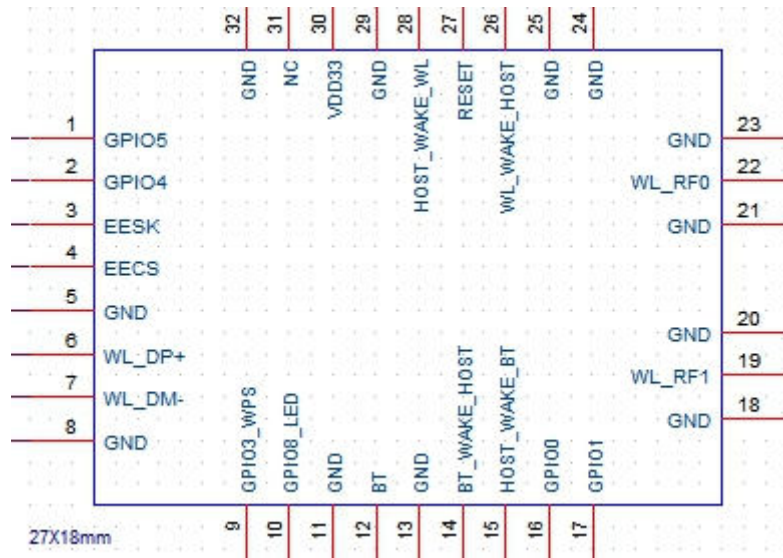 32 31 30 29 28 27 26 25 24
GND NC VDD33 GND HOST_WAKE_WL RESET WL_WAKE_HOST GND GND
1 GPIO5
2 GPIO4
3 EESK
4 EECS
5 GND
6 WL_DP+
7 WL_DM-
8 GND
GND 23
WL_RF0 22
GND 21
GND 20
WL_RF1 19
GND 18
GPIO3_WPS GPIO8_LED GND BT GND BT_WAKE_HOST HOST_WAKE_BT GPIO0 GPIO1
9 10 11 12 13 14 15 16 17
27X18mm